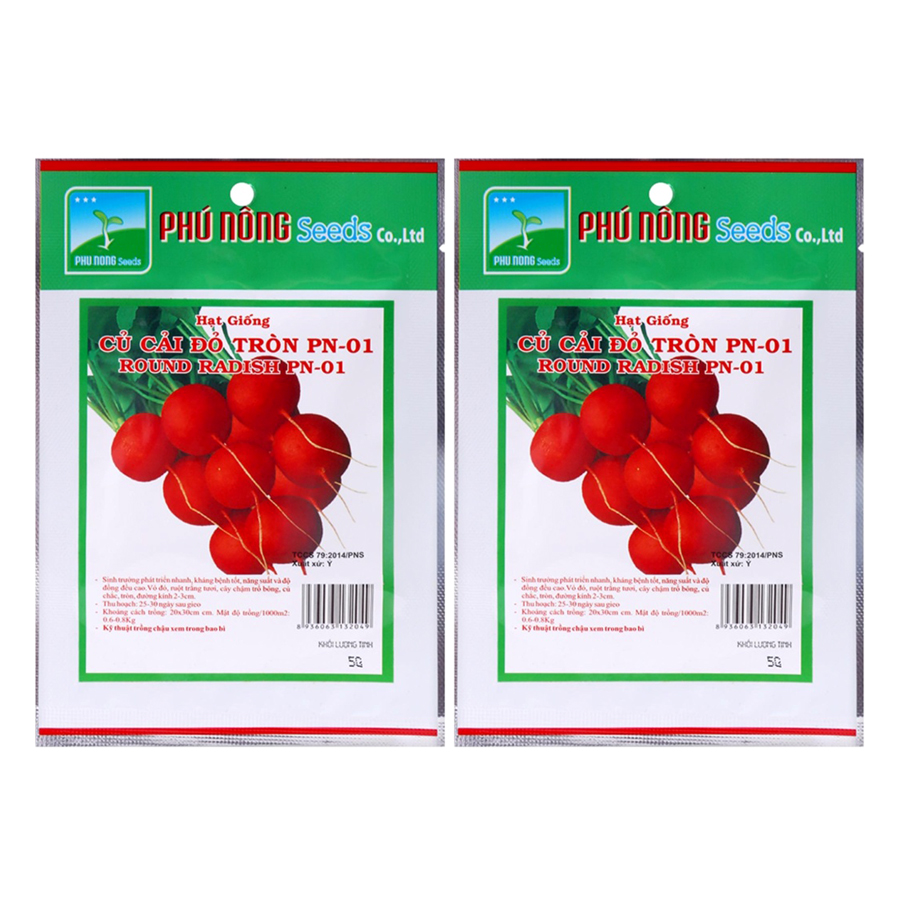 PHÚ NÔNG Seeds Co.,Ltd
PHU NONG Seeds
Hạt Giống
CỦ CẢI ĐỎ TRÒN PN-01
ROUND RADISH PN-01
TCCS 79:2014/PNS
Xuất xứ: Ý
- Sinh trưởng phát triển nhanh, kháng bệnh tốt, năng suất và độ
đồng đều cao. Vỏ đỏ, ruột trắng tươi, cây chậm trổ bông, củ
chắc, tròn, đường kính 2-3cm.
- Thu hoạch: 25-30 ngày sau gieo
- Khoảng cách trồng: 20x30cm cm. Mật độ trồng/1000m2:
0.6-0.8Kg
- Kỹ thuật trồng chậu xem trong bao bì
8 936063 132049
KHỐI LƯỢNG TỊNH
5G
PHÚ NÔNG Seeds Co.,Ltd
PHU NONG Seeds
Hạt Giống
CỦ CẢI ĐỎ TRÒN PN-01
ROUND RADISH PN-01
TCCS 79:2014/PNS
Xuất xứ: Ý
- Sinh trưởng phát triển nhanh, kháng bệnh tốt, năng suất và độ
đồng đều cao. Vỏ đỏ, ruột trắng tươi, cây chậm trổ bông, củ
chắc, tròn, đường kính 2-3cm.
- Thu hoạch: 25-30 ngày sau gieo
- Khoảng cách trồng: 20x30cm cm. Mật độ trồng/1000m2:
0.6-0.8Kg
- Kỹ thuật trồng chậu xem trong bao bì
8 936063 132049
KHỐI LƯỢNG TỊNH
5G